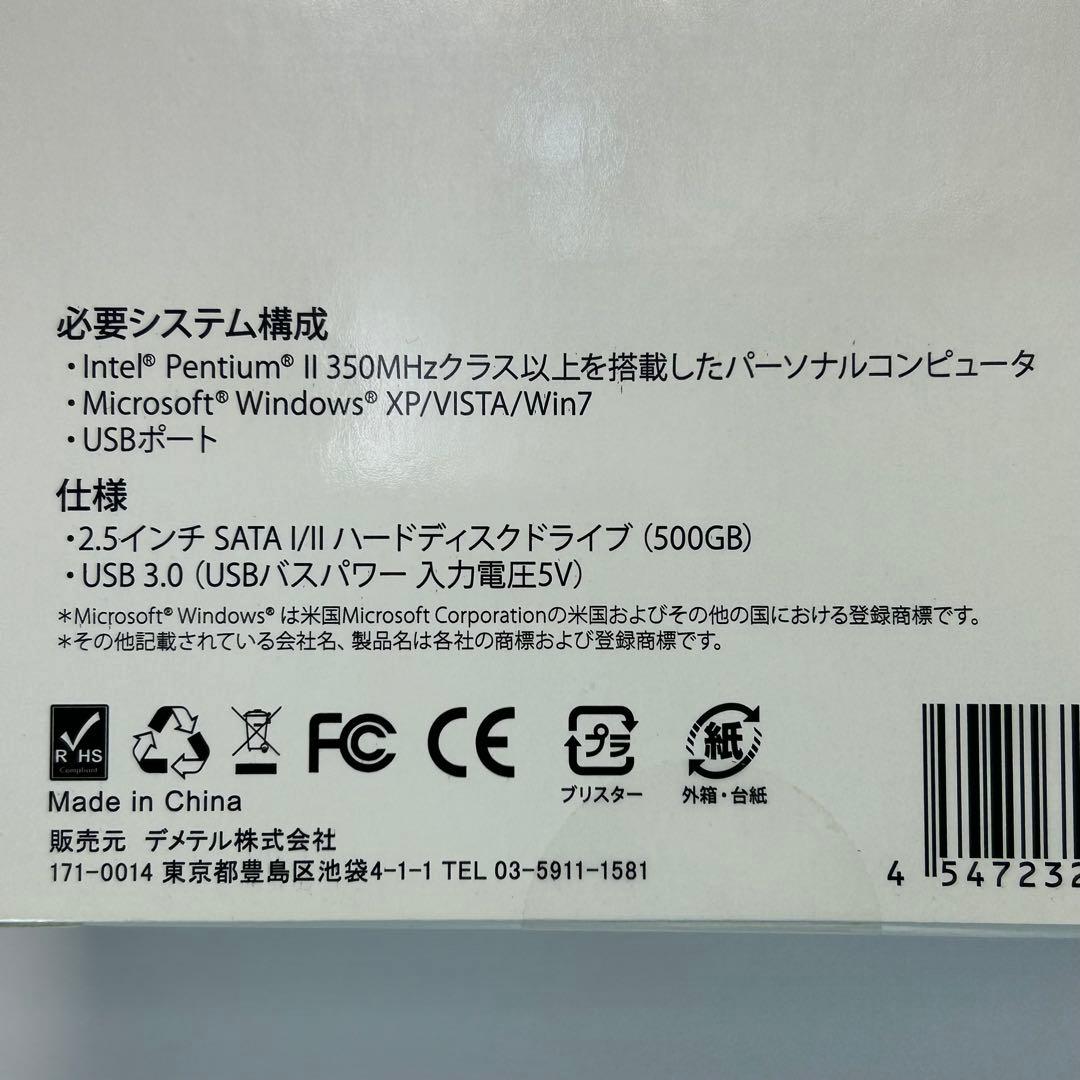 必要システム構成
・Intel® Pentium® II 350MHzクラス以上を搭載したパーソナルコンピュータ
・Microsoft® Windows® XP/VISTA/Win7
・USBポート
仕様
・2.5インチ SATA I/II ハードディスクドライブ（500GB）
・USB 3.0（USBバスパワー 入力電圧5V）
＊Microsoft® Windows® は米国Microsoft Corporationの米国およびその他の国における登録商標です。
＊その他記載されている会社名、製品名は各社の商標および登録商標です。
R HS
Compliant
FC
CE
プラ
紙
ブリスター
外箱・台紙
Made in China
販売元 デメテル株式会社
171-0014 東京都豊島区池袋4-1-1 TEL 03-5911-1581
4 547232